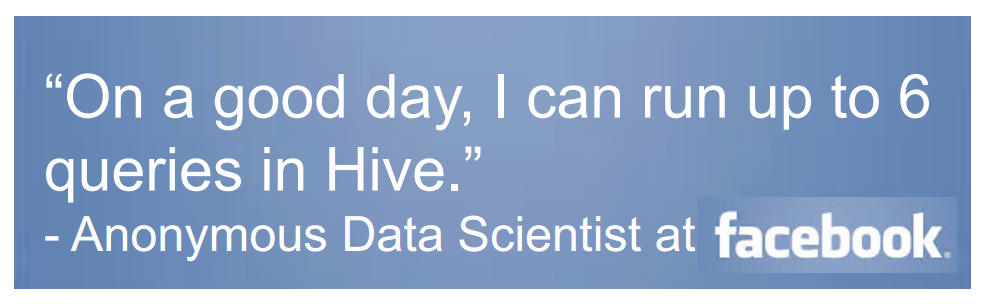 “On a good day, I can run up to 6
queries in Hive.”
- Anonymous Data Scientist at facebook.